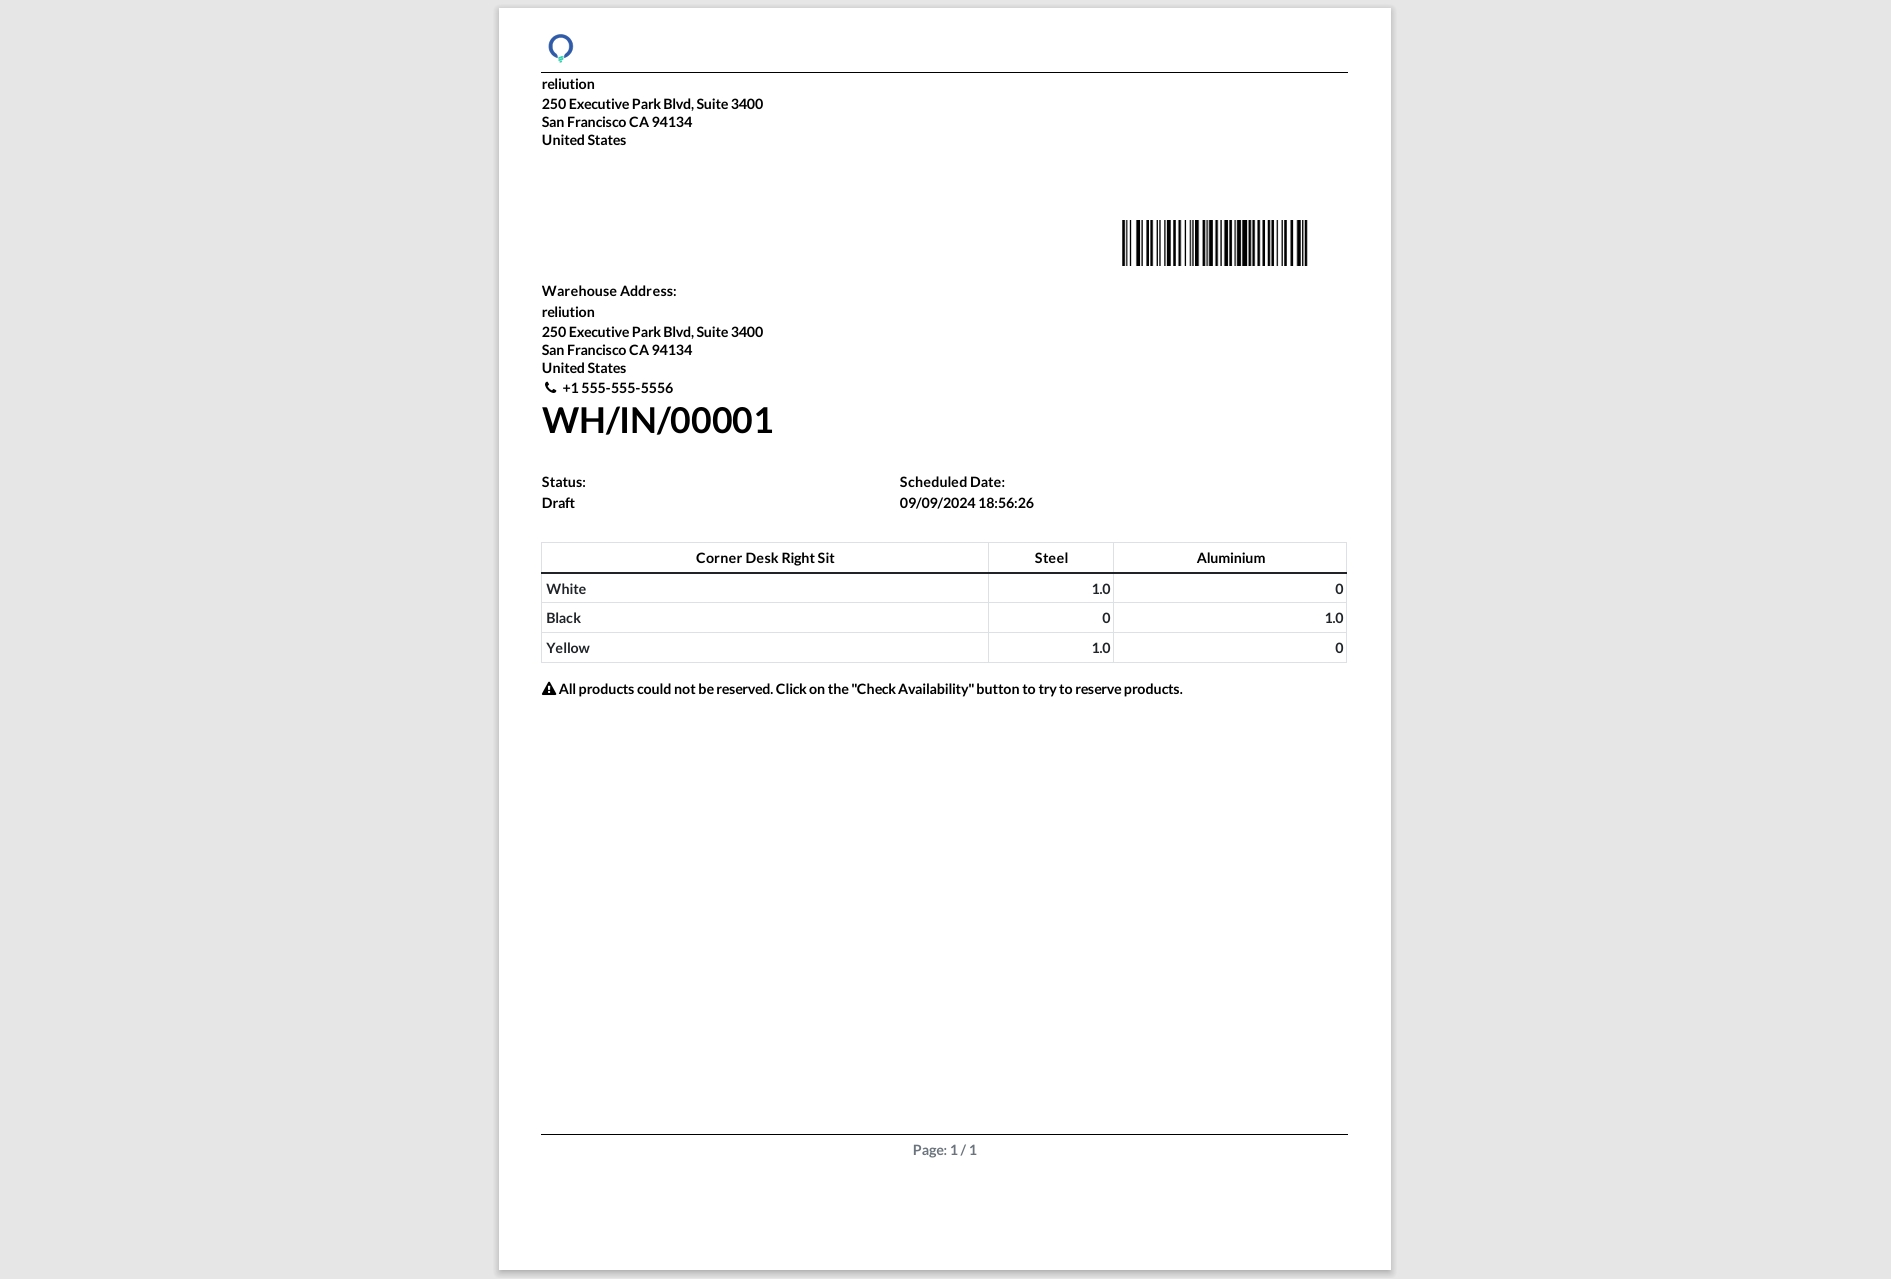 reliution
250 Executive Park Blvd, Suite 3400
San Francisco CA 94134
United States
Warehouse Address:
reliution
250 Executive Park Blvd, Suite 3400
San Francisco CA 94134
United States
+1 555-555-5556
WH/IN/00001
Status: Scheduled Date:
Draft 09/09/2024 18:56:26
Corner Desk Right Sit Steel Aluminium
White 1.0 0
Black 0 1.0
Yellow 1.0 0
All products could not be reserved. Click on the "Check Availability" button to try to reserve products.
Page: 1 / 1